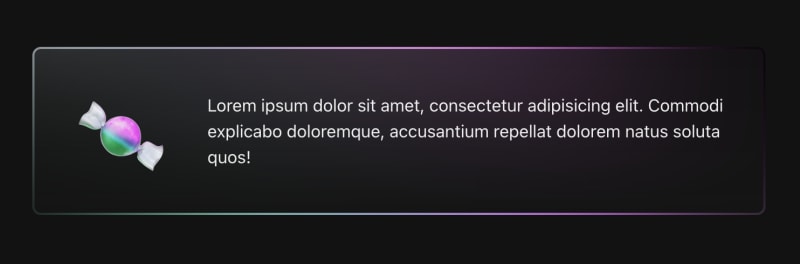 Lorem ipsum dolor sit amet, consectetur adipisicing elit. Commodi
explicabo doloremque, accusantium repellat dolorem natus soluta
quos!